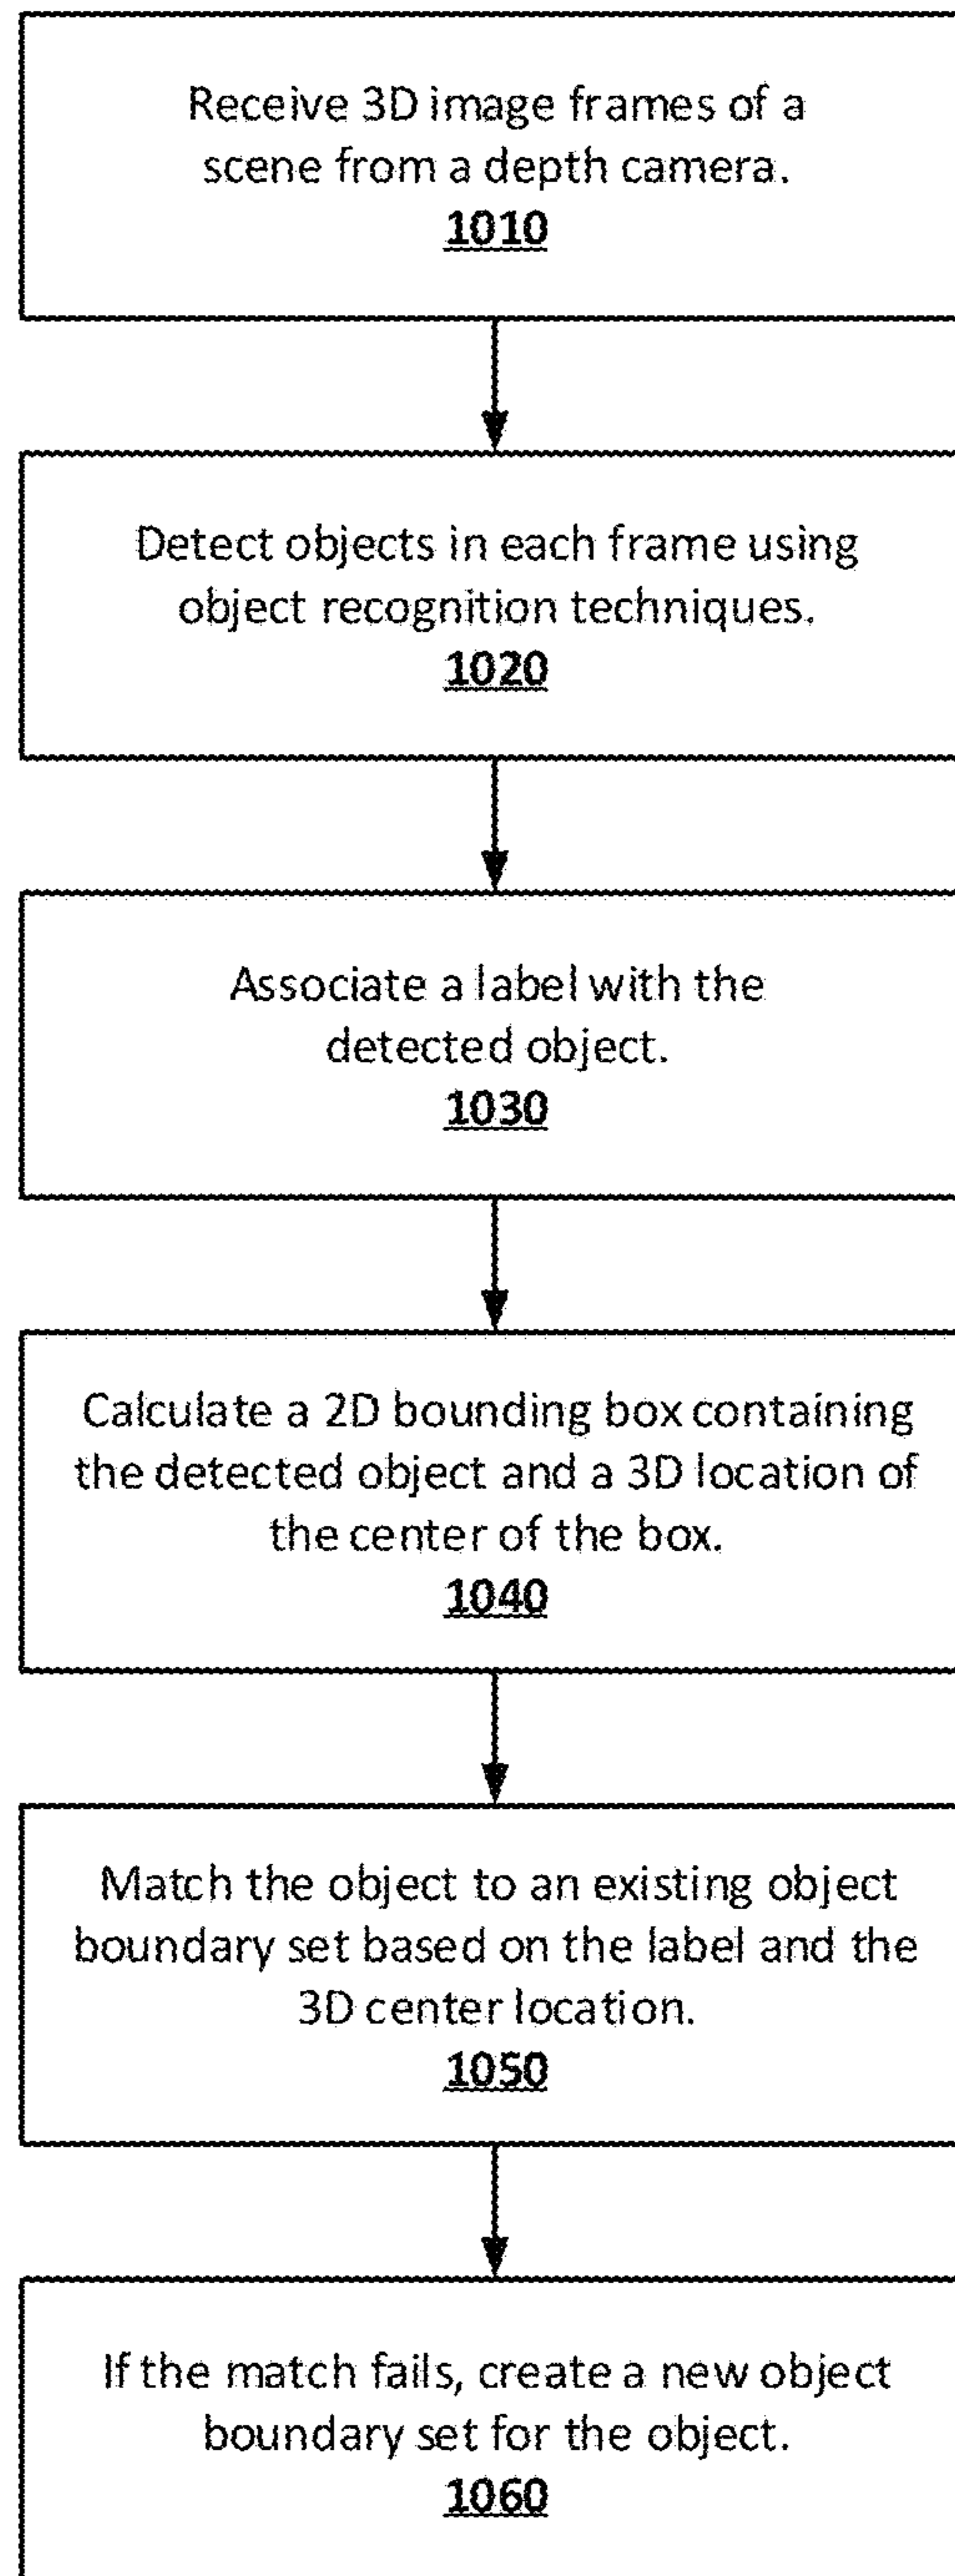 Receive 3D image frames of a
scene from a depth camera.
1010
Detect objects in each frame using
object recognition techniques.
1020
Associate a label with the
detected object.
1030
Calculate a 2D bounding box containing
the detected object and a 3D location of
the center of the box.
1040
Match the object to an existing object
boundary set based on the label and the
3D center location.
1050
If the match fails, create a new object
boundary set for the object.
1060